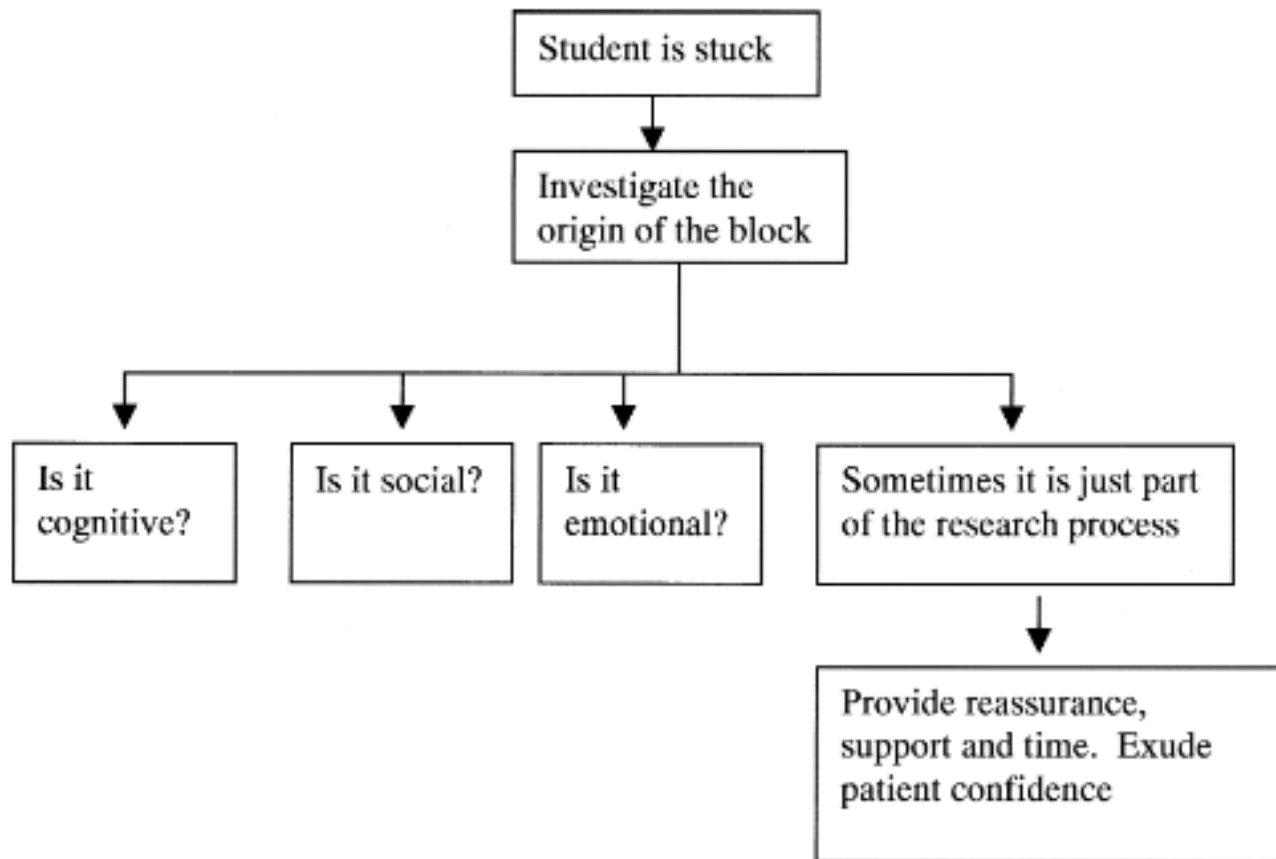 Student is stuck
Investigate the
origin of the block
Is it
cognitive?
Is it social?
Is it
emotional?
Sometimes it is just part
of the research process
Provide reassurance,
support and time.  Exude
patient confidence